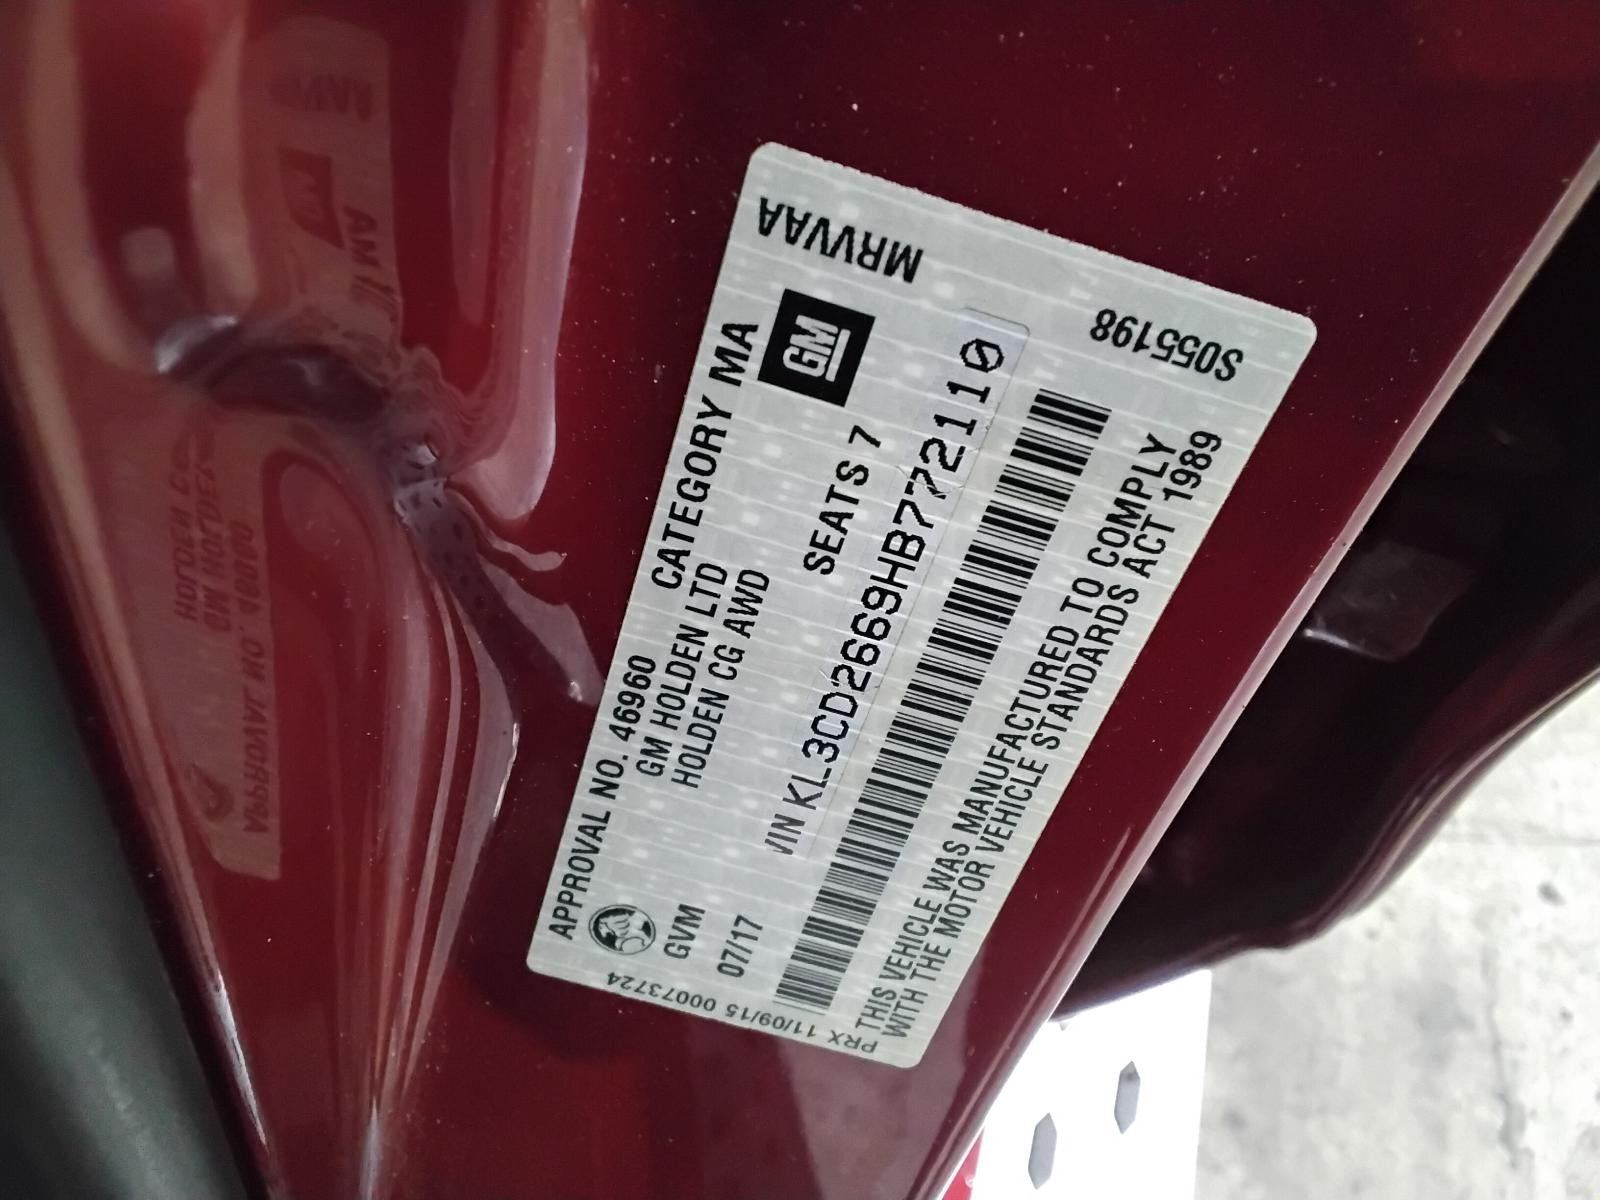 APPROVAL NO. 46960 CATEGORY MA
GM HOLDEN LTD
HOLDEN CG AWD
GM
GVM SEATS 7
07/17 VIN KL3CD2669HB772110
THIS VEHICLE WAS MANUFACTURED TO COMPLY
WITH THE MOTOR VEHICLE STANDARDS ACT 1989
MRVVAA
S055198
PRX 11/09/15 00073724